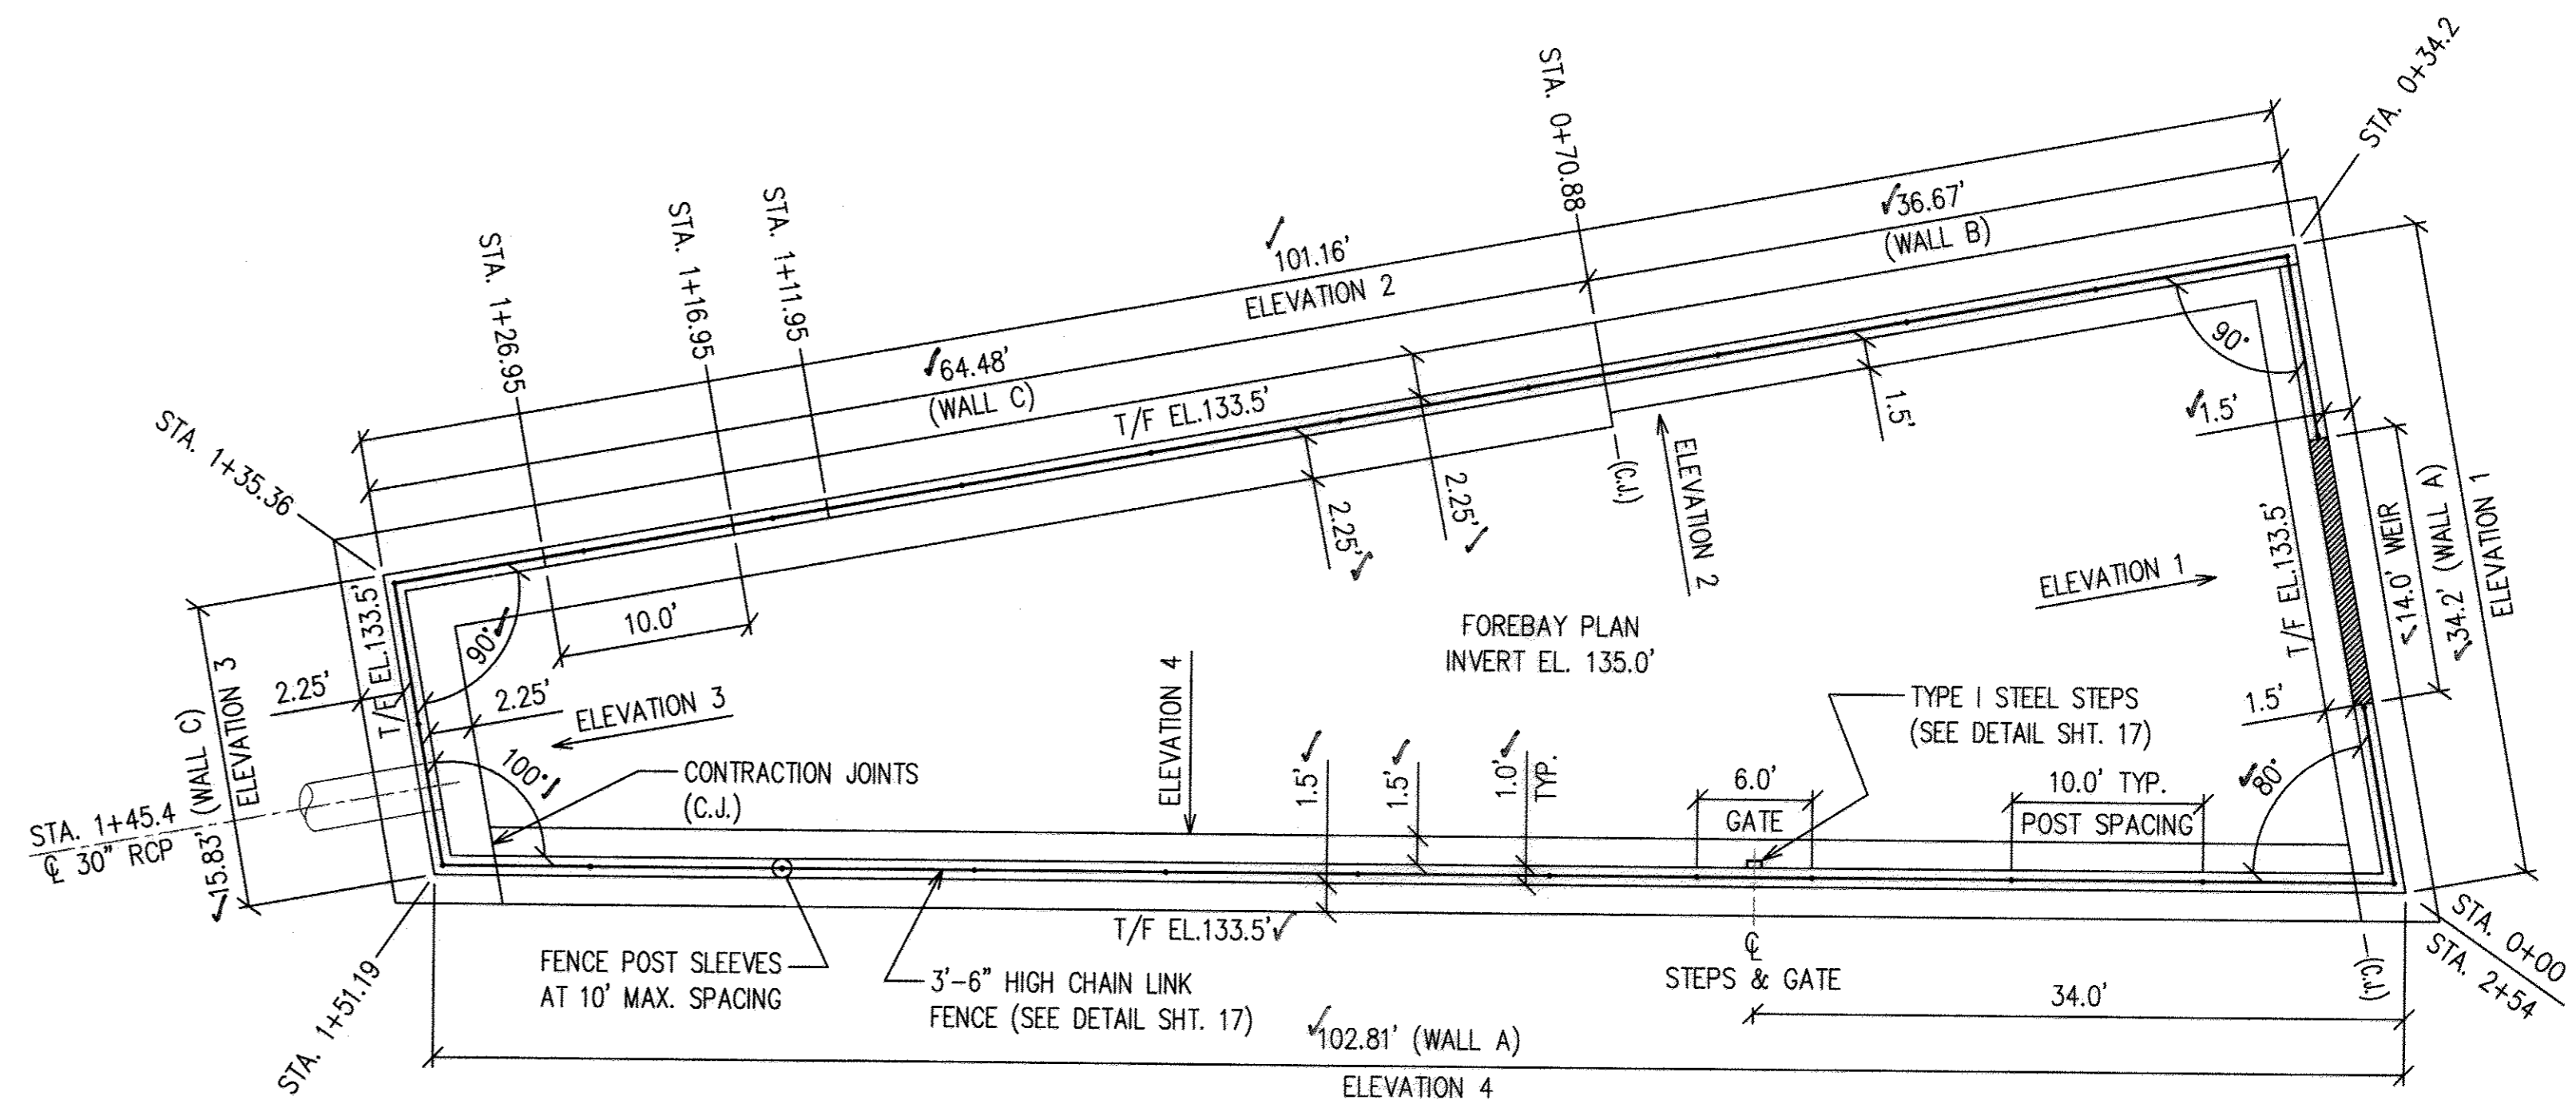 STA. 0+34.2
STA. 0+70.88
36.67'
(WALL B)
101.16'
ELEVATION 2
STA. 1+11.95
STA. 1+16.95
STA. 1+26.95
64.48'
(WALL C)
T/F EL.133.5'
STA. 1+35.36
90°
1.5'
1.5'
(C.J.)
ELEVATION 2
2.25'
2.25'
14.0' WEIR
34.2' (WALL A)
ELEVATION 1
T/F EL.133.5'
ELEVATION 1
T/F EL.133.5'
90°
10.0'
FOREBAY PLAN
INVERT EL. 135.0'
15.83' (WALL C)
ELEVATION 3
2.25'
2.25'
ELEVATION 3
ELEVATION 4
TYPE I STEEL STEPS
(SEE DETAIL SHT. 17)
1.5'
100°
CONTRACTION JOINTS
(C.J.)
1.5'
1.5'
1.0'
TYP.
6.0'
GATE
10.0' TYP.
POST SPACING
80°
STA. 1+45.4
℄ 30" RCP
T/F EL.133.5'
STA. 0+00
STA. 2+54
(C.J.)
FENCE POST SLEEVES
AT 10' MAX. SPACING
3'-6" HIGH CHAIN LINK
FENCE (SEE DETAIL SHT. 17)
℄
STEPS & GATE
34.0'
STA. 1+51.19
102.81' (WALL A)
ELEVATION 4